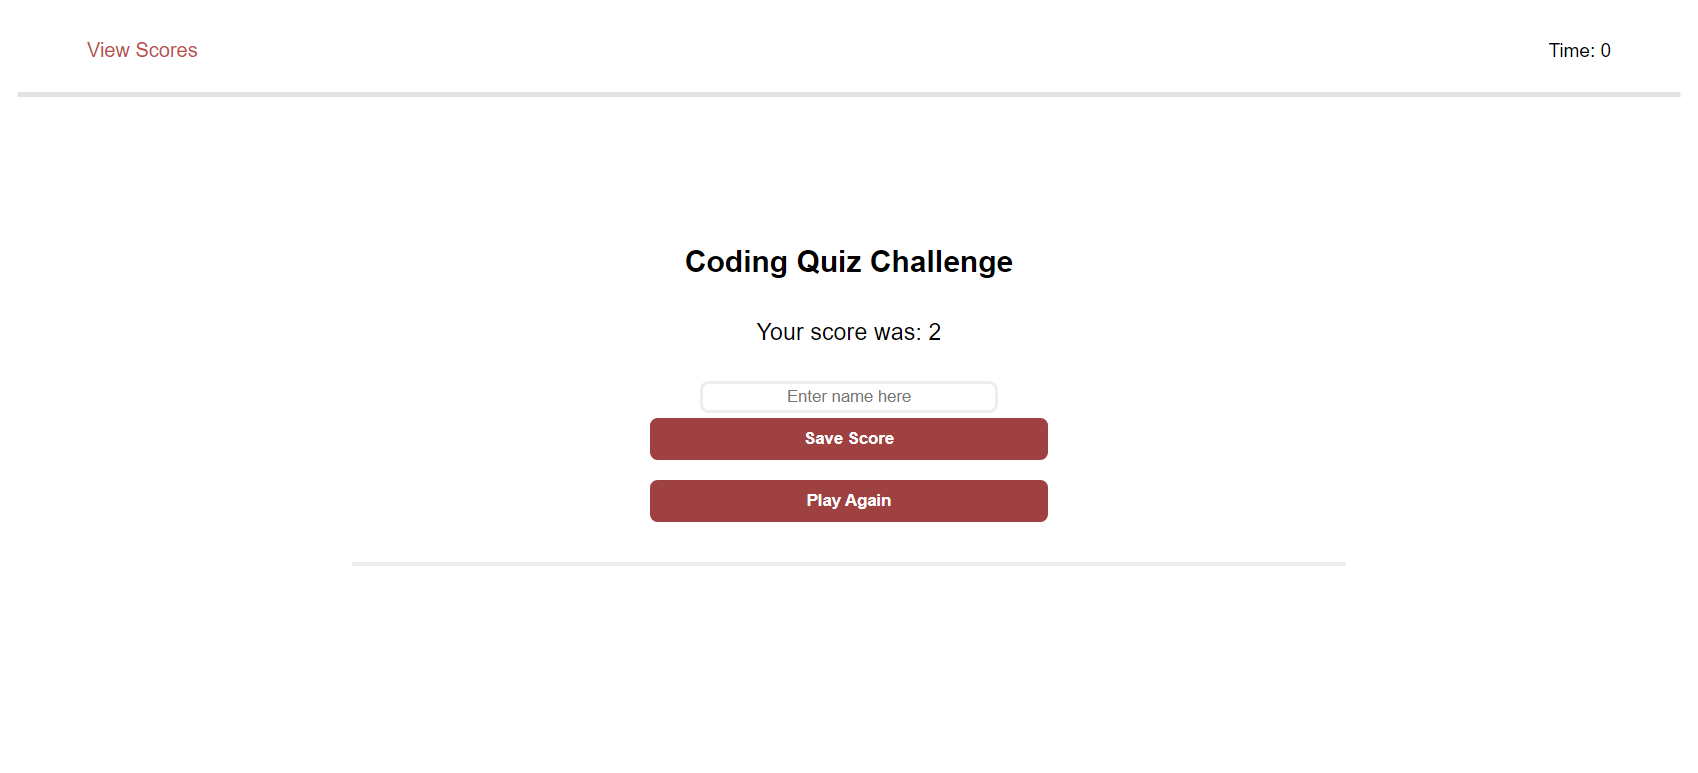 View Scores
Time: 0
Coding Quiz Challenge
Your score was: 2
Enter name here
Save Score
Play Again